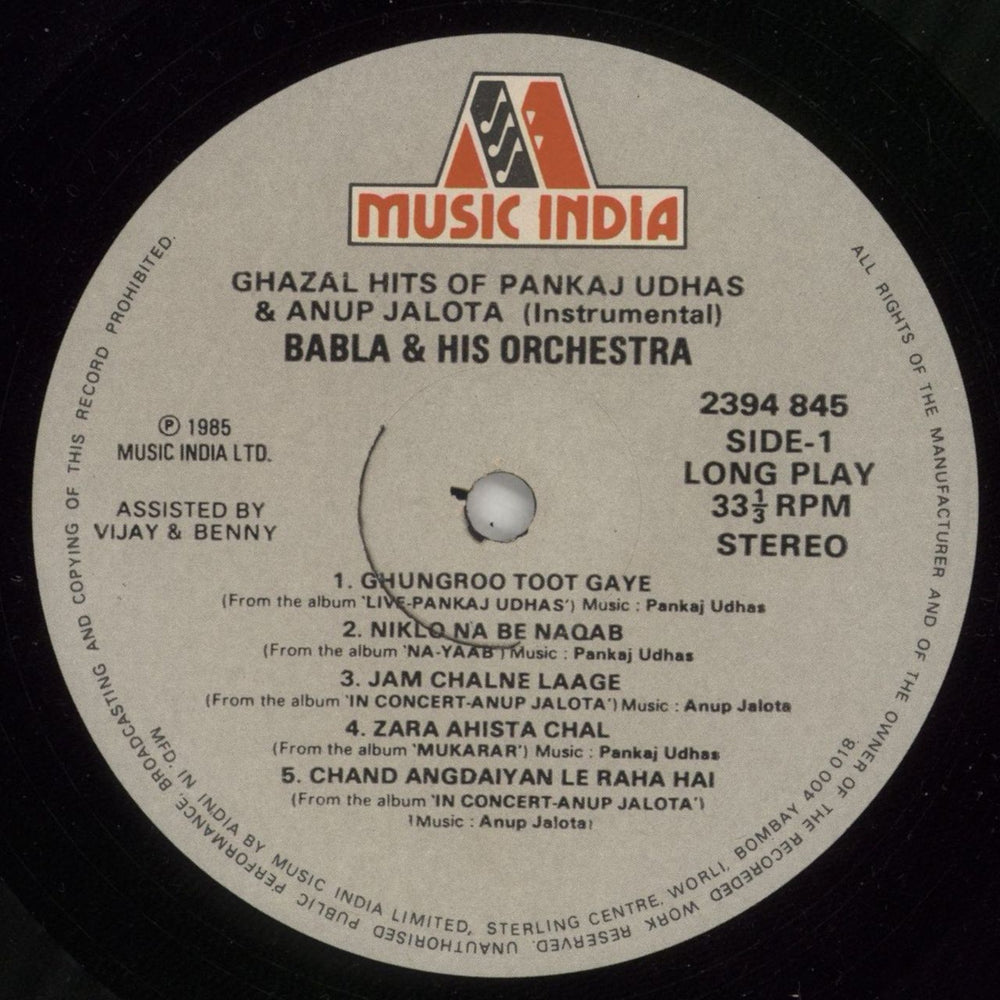 MUSIC INDIA
GHAZAL HITS OF PANKAJ UDHAS
& ANUP JALOTA (Instrumental)
BABLA & HIS ORCHESTRA
℗ 1985
MUSIC INDIA LTD.
ASSISTED BY
VIJAY & BENNY
2394 845
SIDE-1
LONG PLAY
33⅓ RPM
STEREO
1. GHUNGROO TOOT GAYE
(From the album 'LIVE-PANKAJ UDHAS') Music : Pankaj Udhas
2. NIKLO NA BE NAQAB
(From the album 'NA-YAAB') Music : Pankaj Udhas
3. JAM CHALNE LAAGE
(From the album 'IN CONCERT-ANUP JALOTA') Music : Anup Jalota
4. ZARA AHISTA CHAL
(From the album 'MUKARAR') Music : Pankaj Udhas
5. CHAND ANGDAIYAN LE RAHA HAI
(From the album 'IN CONCERT-ANUP JALOTA')
(Music : Anup Jalota)
MFD. IN INDIA BY MUSIC INDIA LIMITED, STERLING CENTRE, WORLI, BOMBAY 400 018.
ALL RIGHTS OF THE MANUFACTURER AND OF THE OWNER OF THE RECOREDED WORK RESERVED. UNAUTHORISED PUBLIC PERFORMANCE, BROADCASTING AND COPYING OF THIS RECORD PROHIBITED.